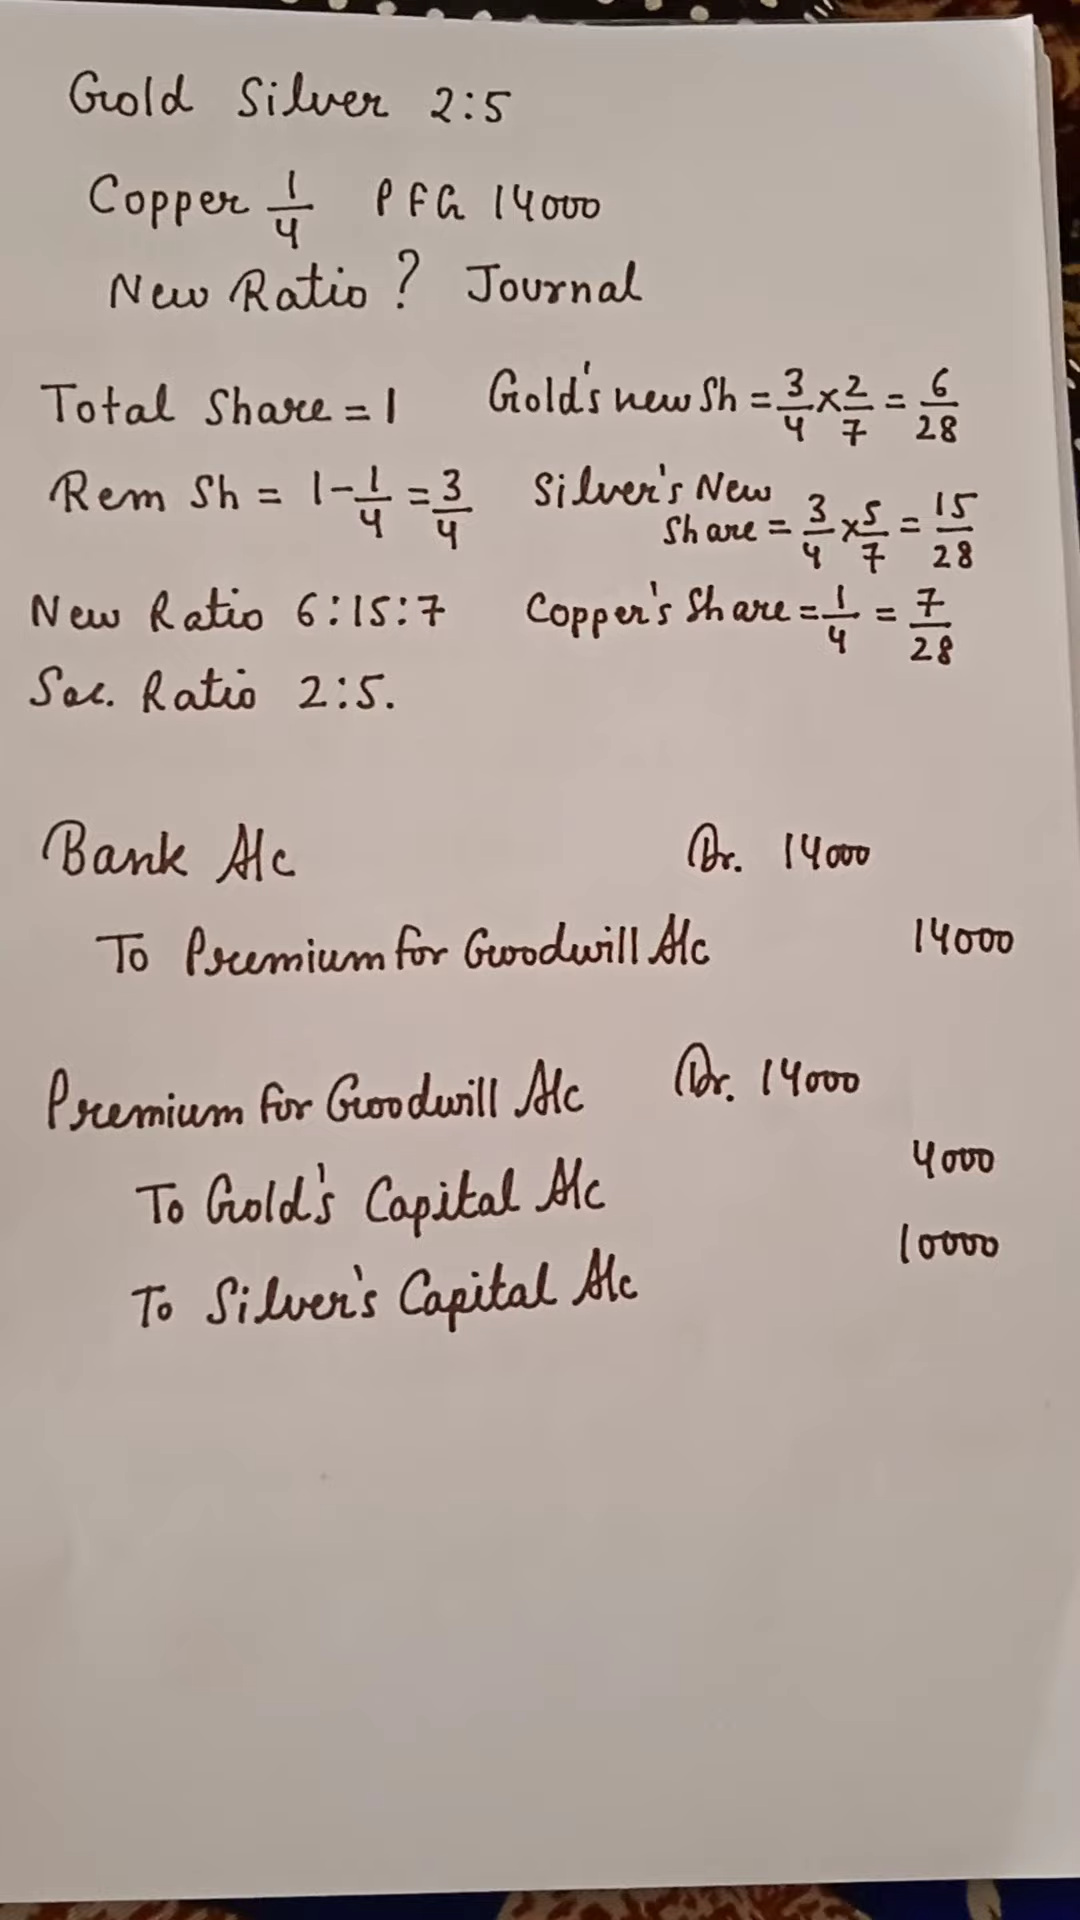 Gold Silver 2:5
Copper 1/4 PFG 14000
New Ratio? Journal
Total Share = 1 Gold's new Sh = 3/4 x 2/7 = 6/28
Rem Sh = 1 - 1/4 = 3/4 Silver's New
Share = 3/4 x 5/7 = 15/28
New Ratio 6:15:7 Copper's Share = 1/4 = 7/28
Sac. Ratio 2:5.
Bank A/c Dr. 14000
To Premium for Goodwill A/c 14000
Premium for Goodwill A/c Dr. 14000
To Gold's Capital A/c 4000
To Silver's Capital A/c 10000